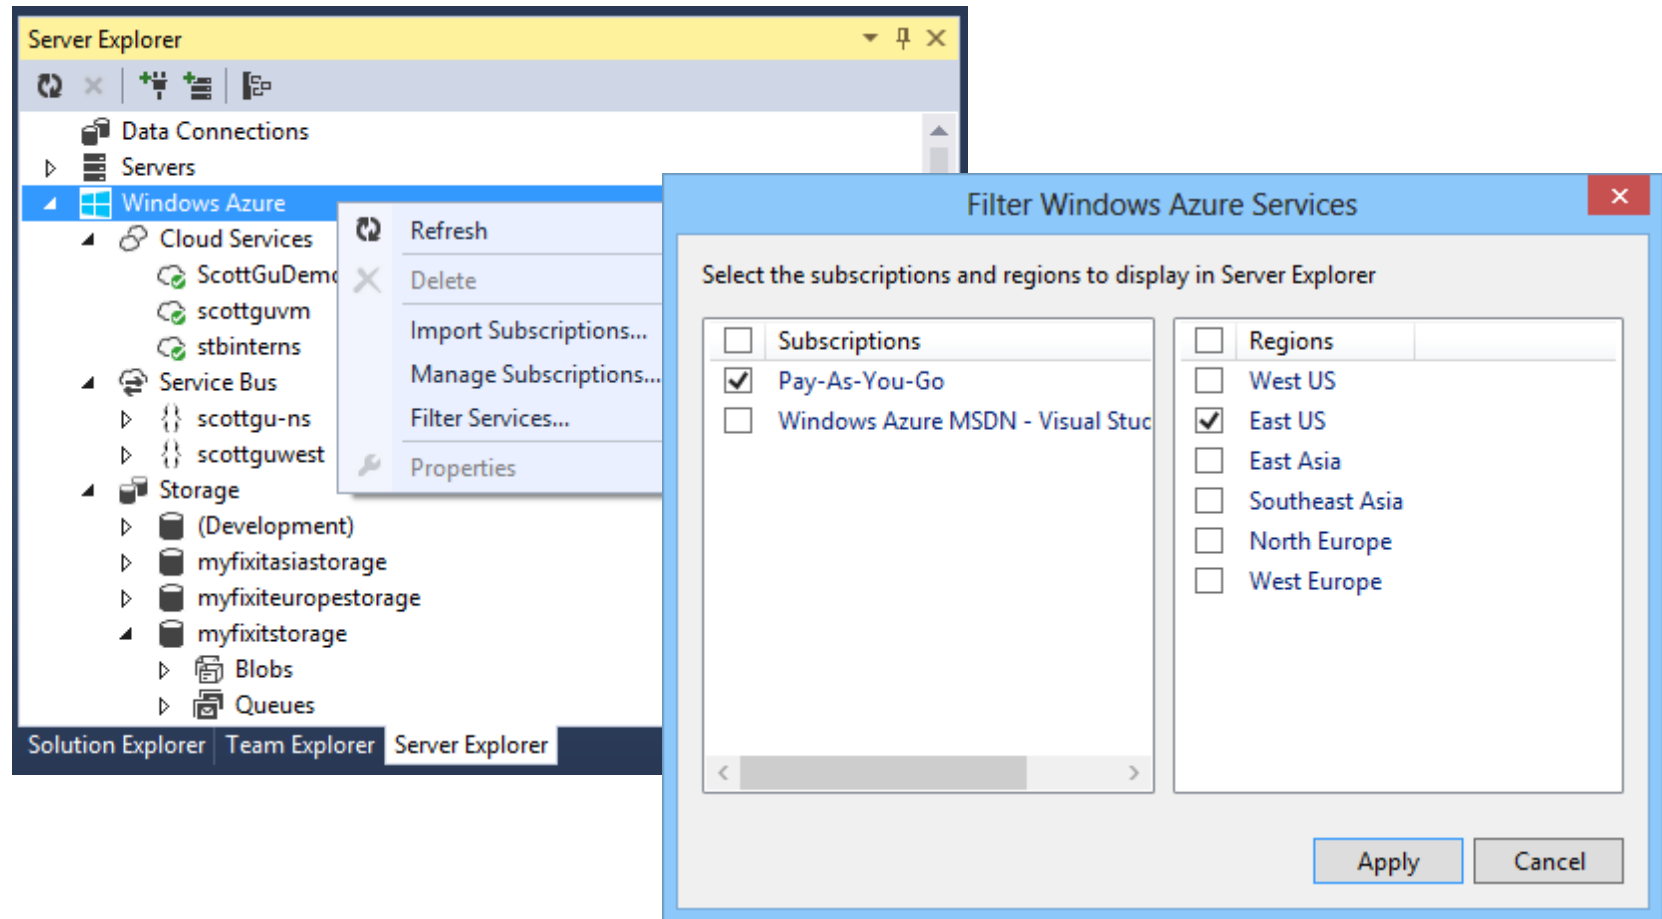 Server Explorer
Data Connections
Servers
Windows Azure
Cloud Services
ScottGuDemo
scottguvm
stbinterns
Service Bus
scottgu-ns
scottguwest
Storage
(Development)
myfixitasiastorage
myfixiteuropestorage
myfixitstorage
Blobs
Queues
Solution Explorer
Team Explorer
Server Explorer
Refresh
Delete
Import Subscriptions...
Manage Subscriptions...
Filter Services...
Properties
Filter Windows Azure Services
Select the subscriptions and regions to display in Server Explorer
Subscriptions
Pay-As-You-Go
Windows Azure MSDN - Visual Stud
Regions
West US
East US
East Asia
Southeast Asia
North Europe
West Europe
Apply
Cancel